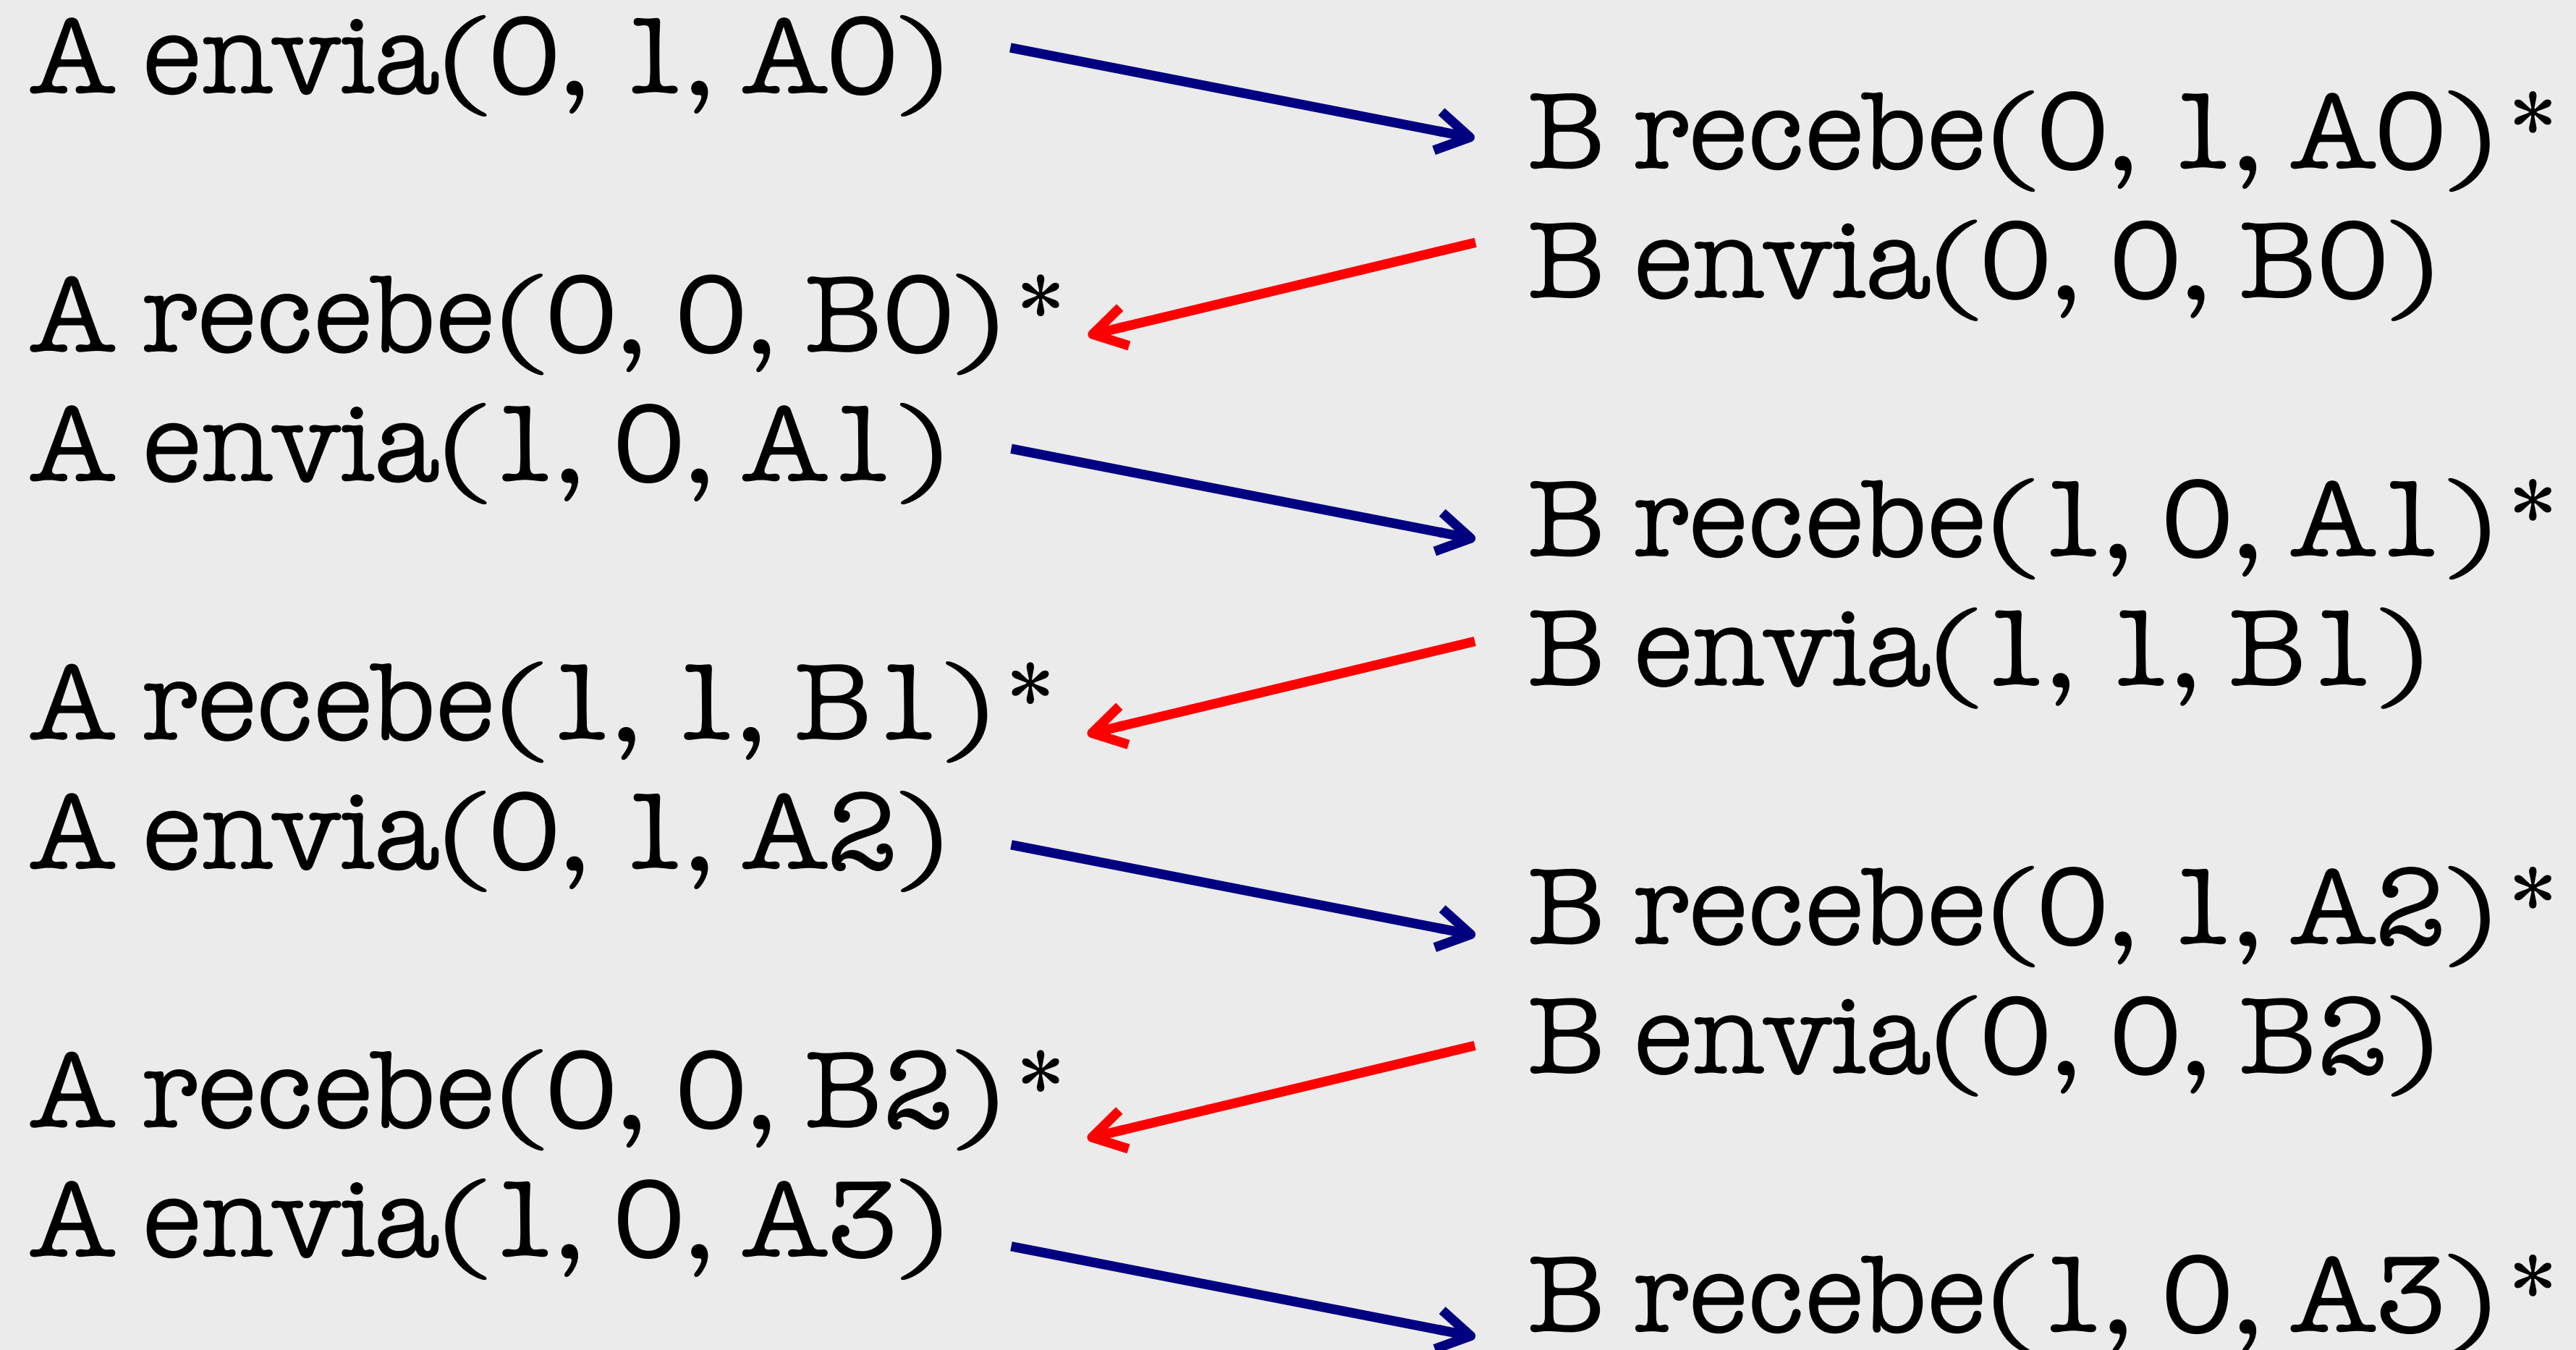 A envia(0, 1, A0)
B recebe(0, 1, A0)*
B envia(0, 0, B0)
A recebe(0, 0, B0)*
A envia(1, 0, A1)
B recebe(1, 0, A1)*
B envia(1, 1, B1)
A recebe(1, 1, B1)*
A envia(0, 1, A2)
B recebe(0, 1, A2)*
B envia(0, 0, B2)
A recebe(0, 0, B2)*
A envia(1, 0, A3)
B recebe(1, 0, A3)*